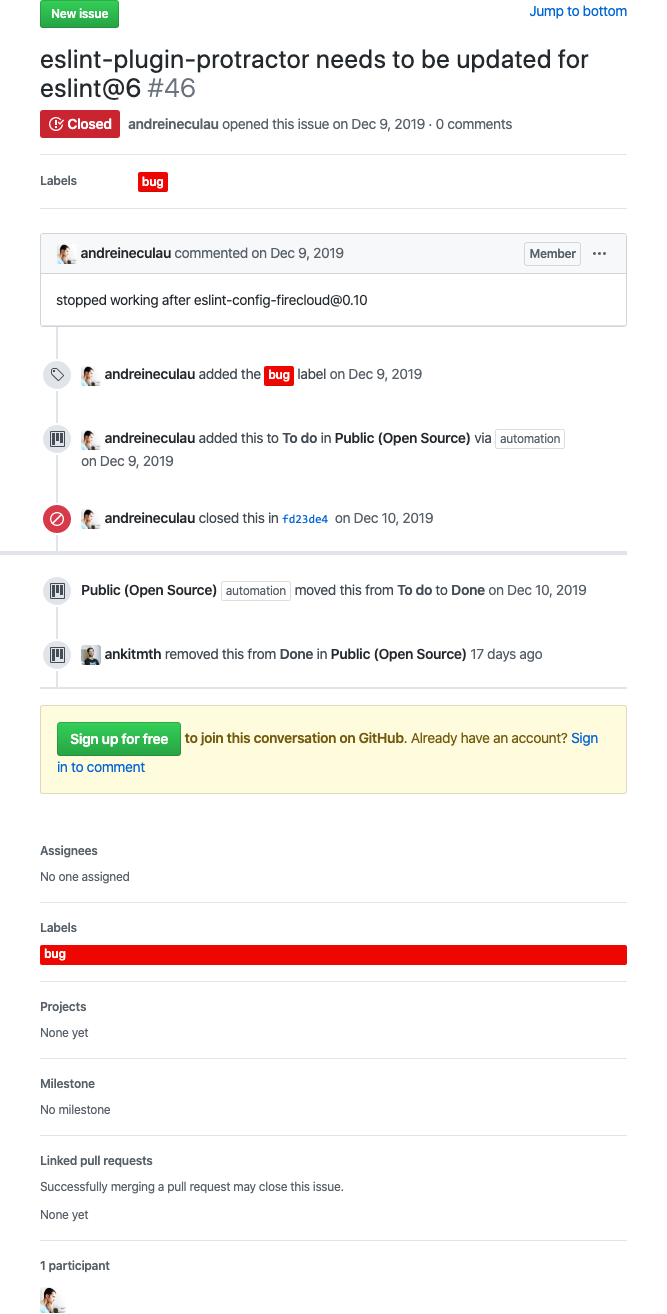 New issue
Jump to bottom
eslint-plugin-protractor needs to be updated for
eslint@6 #46
Closed andreineculau opened this issue on Dec 9, 2019 · 0 comments
Labels bug
andreineculau commented on Dec 9, 2019 Member ···
stopped working after eslint-config-firecloud@0.10
andreineculau added the bug label on Dec 9, 2019
andreineculau added this to To do in Public (Open Source) via automation
on Dec 9, 2019
andreineculau closed this in fd23de4 on Dec 10, 2019
Public (Open Source) automation moved this from To do to Done on Dec 10, 2019
ankitmth removed this from Done in Public (Open Source) 17 days ago
Sign up for free to join this conversation on GitHub. Already have an account? Sign
in to comment
Assignees
No one assigned
Labels
bug
Projects
None yet
Milestone
No milestone
Linked pull requests
Successfully merging a pull request may close this issue.
None yet
1 participant